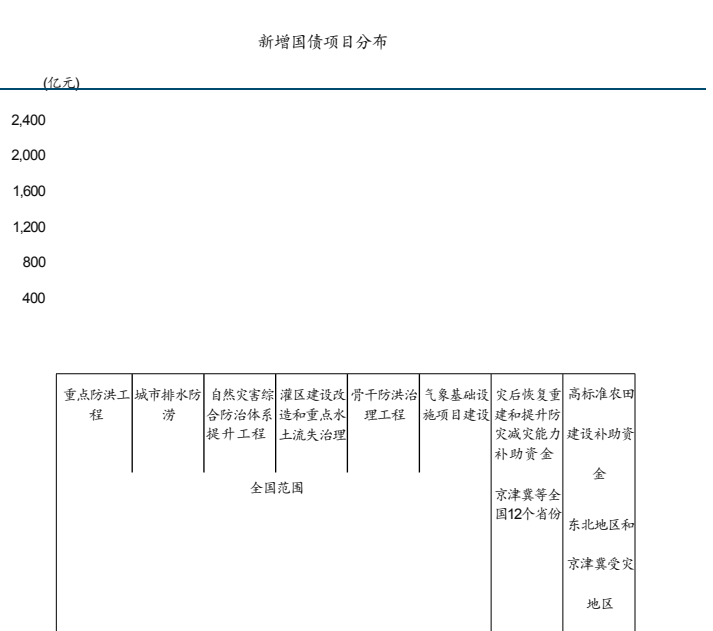 新增国债项目分布
(亿元)
2,400
2,000
1,600
1,200
800
400
重点防洪工
程
城市排水防
涝
自然灾害综
合防治体系
提升工程
灌区建设改
造和重点水
土流失治理
骨干防洪治
理工程
气象基础设
施项目建设
灾后恢复重
建和提升防
灾减灾能力
补助资金
高标准农田
建设补助资
金
全国范围
京津冀等全
国12个省份
东北地区和
京津冀受灾
地区